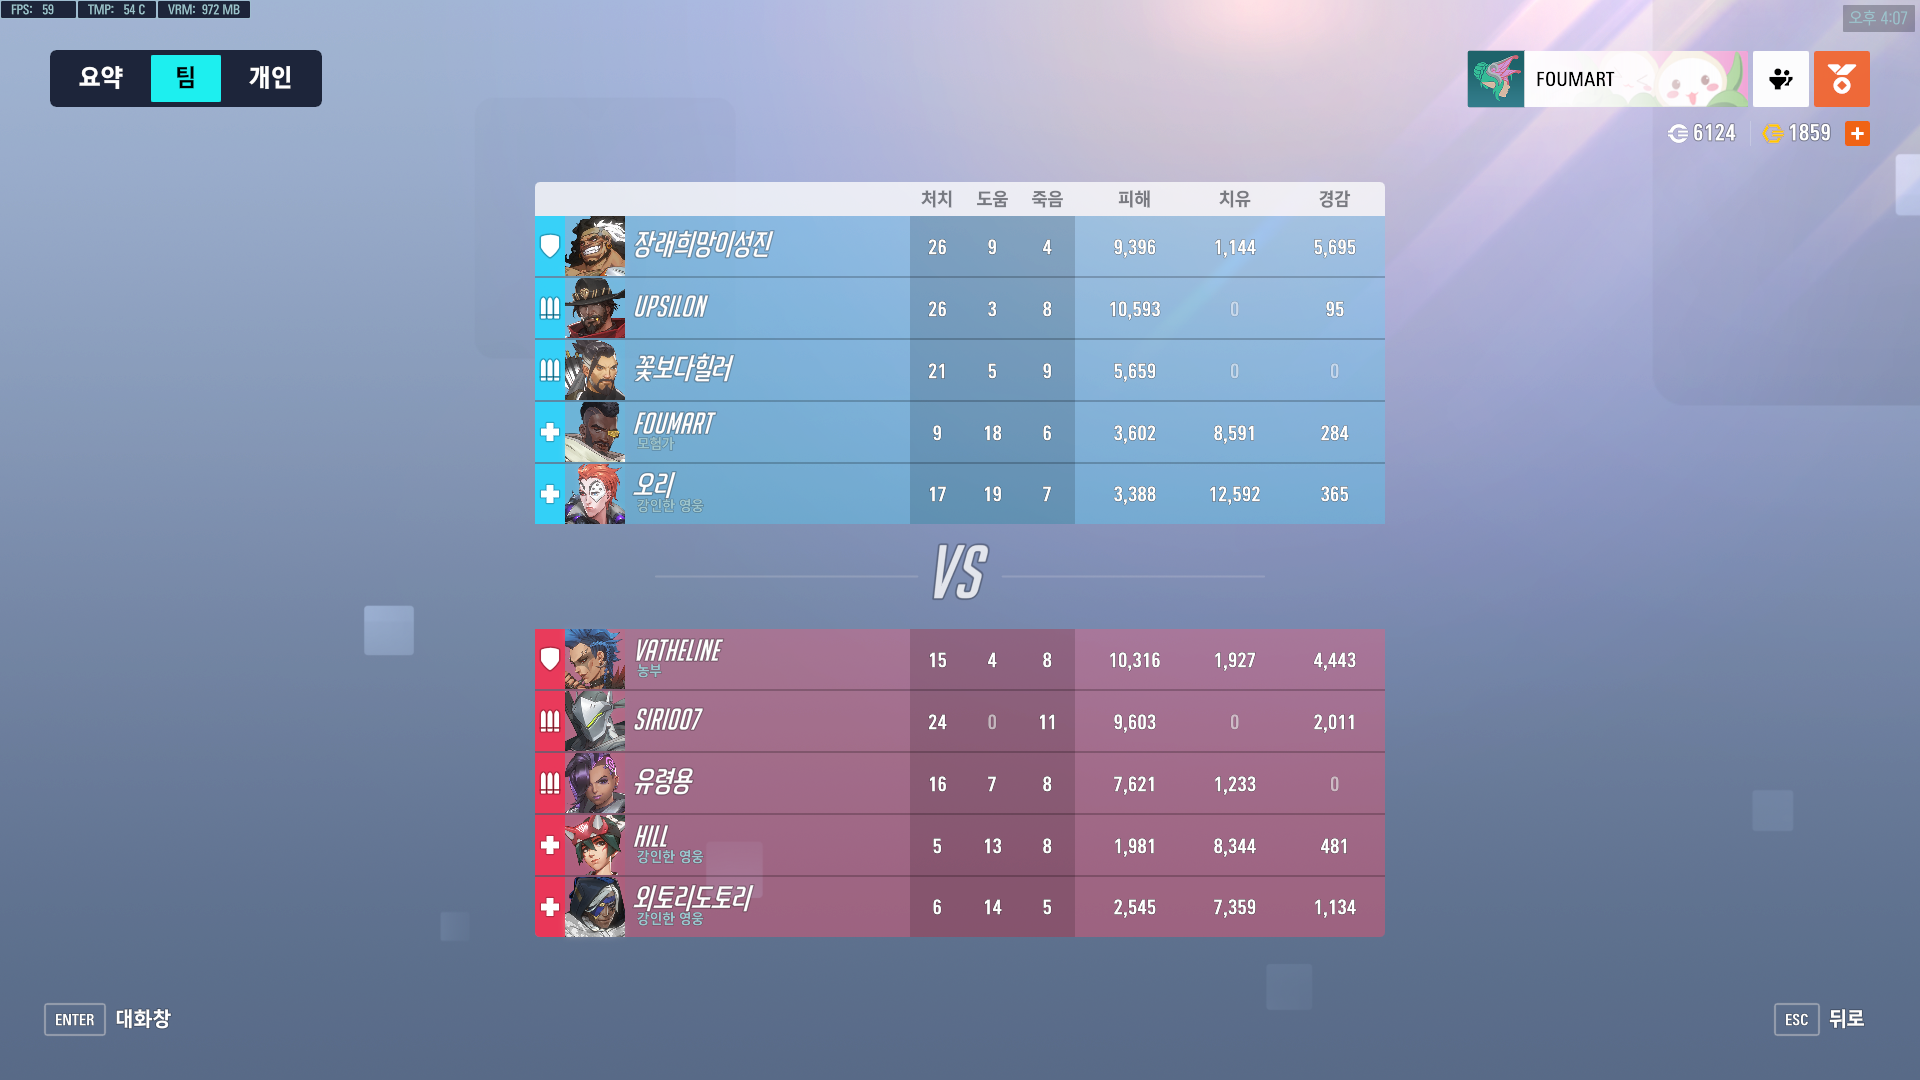 FPS: 59 TMP: 54 C VRM: 972 MB
오후 4:07
요약 팀 개인
FOUMART
6124 1859 +
처치 도움 죽음 피해 치유 경감
장래희망이성진 26 9 4 9,396 1,144 5,695
UPSILON 26 3 8 10,593 0 95
꽃보다힐러 21 5 9 5,659 0 0
FOUMART 9 18 6 3,602 8,591 284
모험가
오리 17 19 7 3,388 12,592 365
강인한 영웅
VS
VATHELINE 15 4 8 10,316 1,927 4,443
농부
SIRI007 24 0 11 9,603 0 2,011
유령용 16 7 8 7,621 1,233 0
HILL 5 13 8 1,981 8,344 481
강인한 영웅
외토리도토리 6 14 5 2,545 7,359 1,134
강인한 영웅
ENTER 대화창
ESC 뒤로